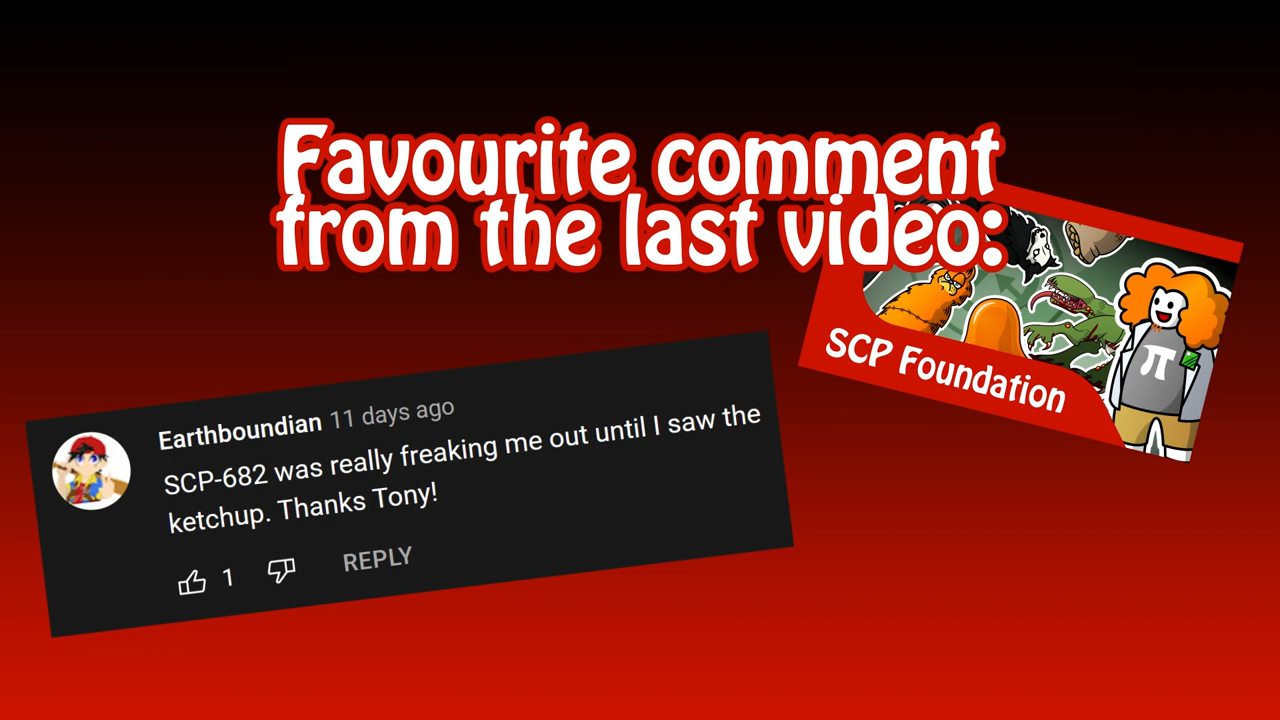 Favourite comment
from the last video:
SCP Foundation
π
Earthboundian 11 days ago
SCP-682 was really freaking me out until I saw the
ketchup. Thanks Tony!
1 REPLY